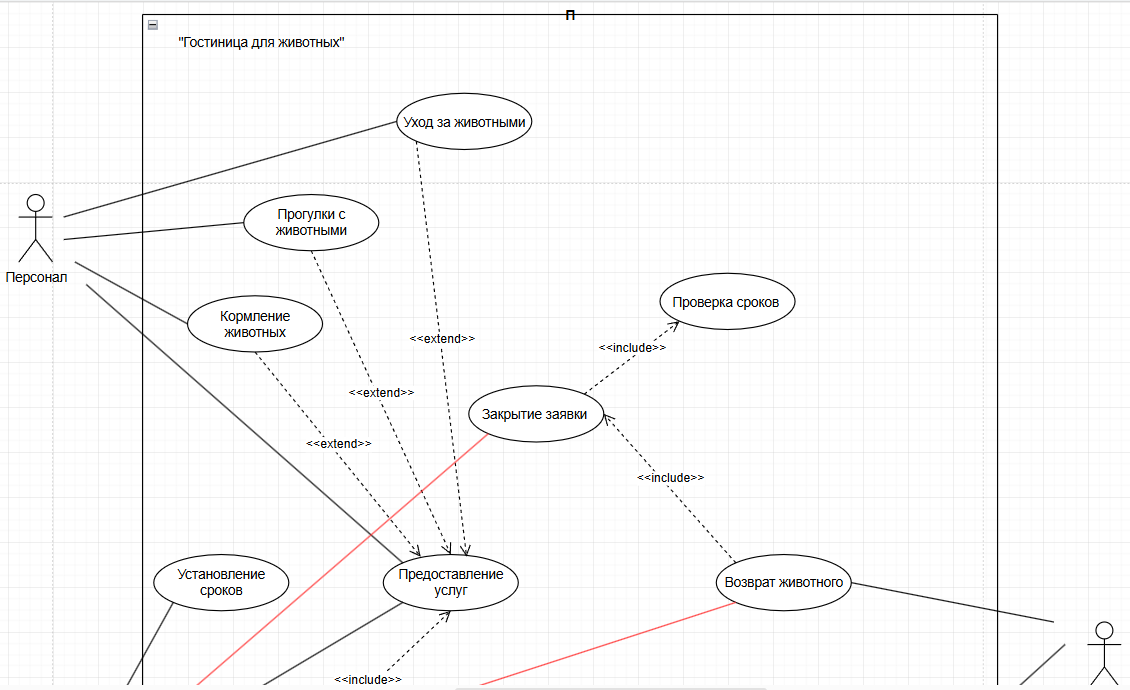 П
"Гостиница для животных"
Уход за животными
Прогулки с
животными
Персонал
Кормление
животных
Проверка сроков
<<extend>>
<<include>>
<<extend>>
Закрытие заявки
<<extend>>
<<include>>
Установление
сроков
Предоставление
услуг
Возврат животного
<<include>>